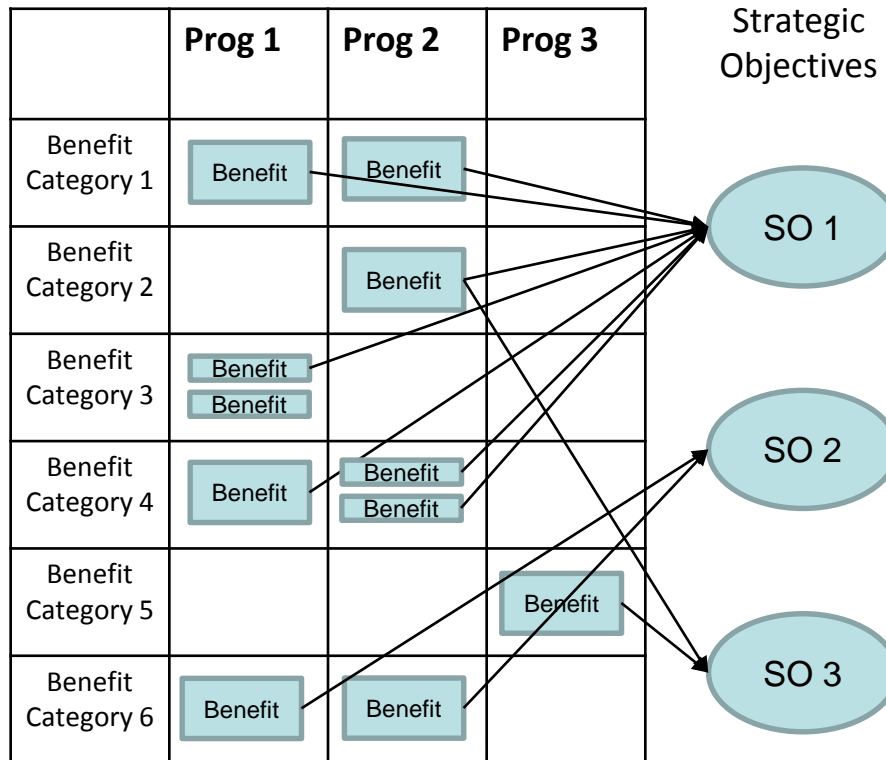 Prog 1 Prog 2 Prog 3
Strategic
Objectives
Benefit
Category 1
Benefit
Benefit
SO 1
Benefit
Category 2
Benefit
Benefit
Category 3
Benefit
Benefit
Benefit
Category 4
Benefit
Benefit
Benefit
SO 2
Benefit
Category 5
Benefit
SO 3
Benefit
Category 6
Benefit
Benefit